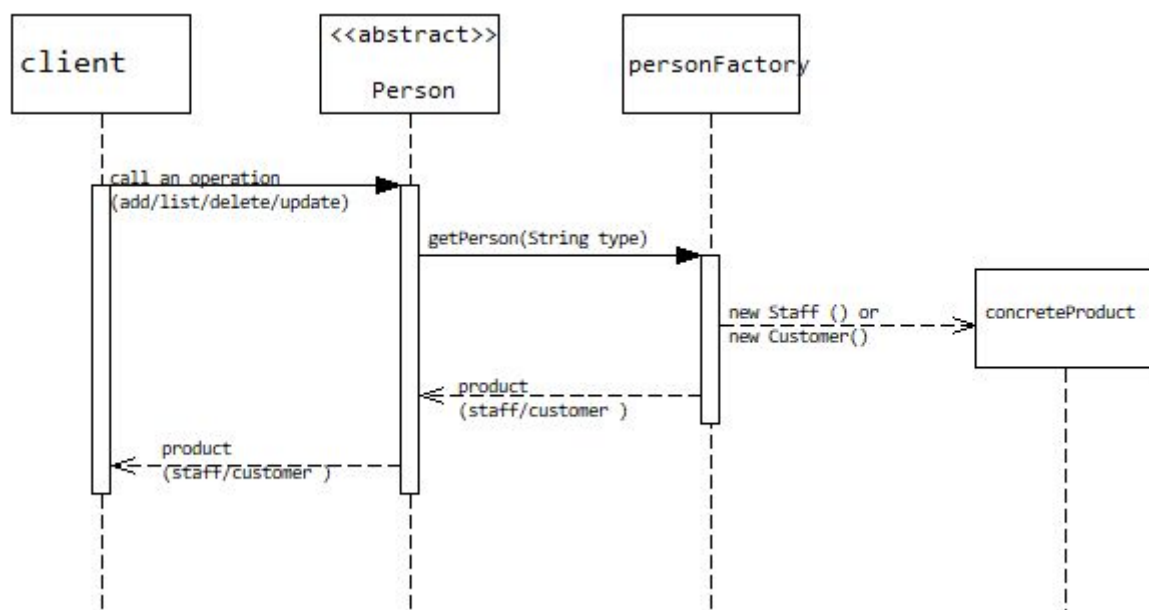 client
<<abstract>>
Person
personFactory
call an operation
(add/list/delete/update)
getPerson(String type)
new Staff () or
new Customer()
concreteProduct
product
(staff/customer )
product
(staff/customer )